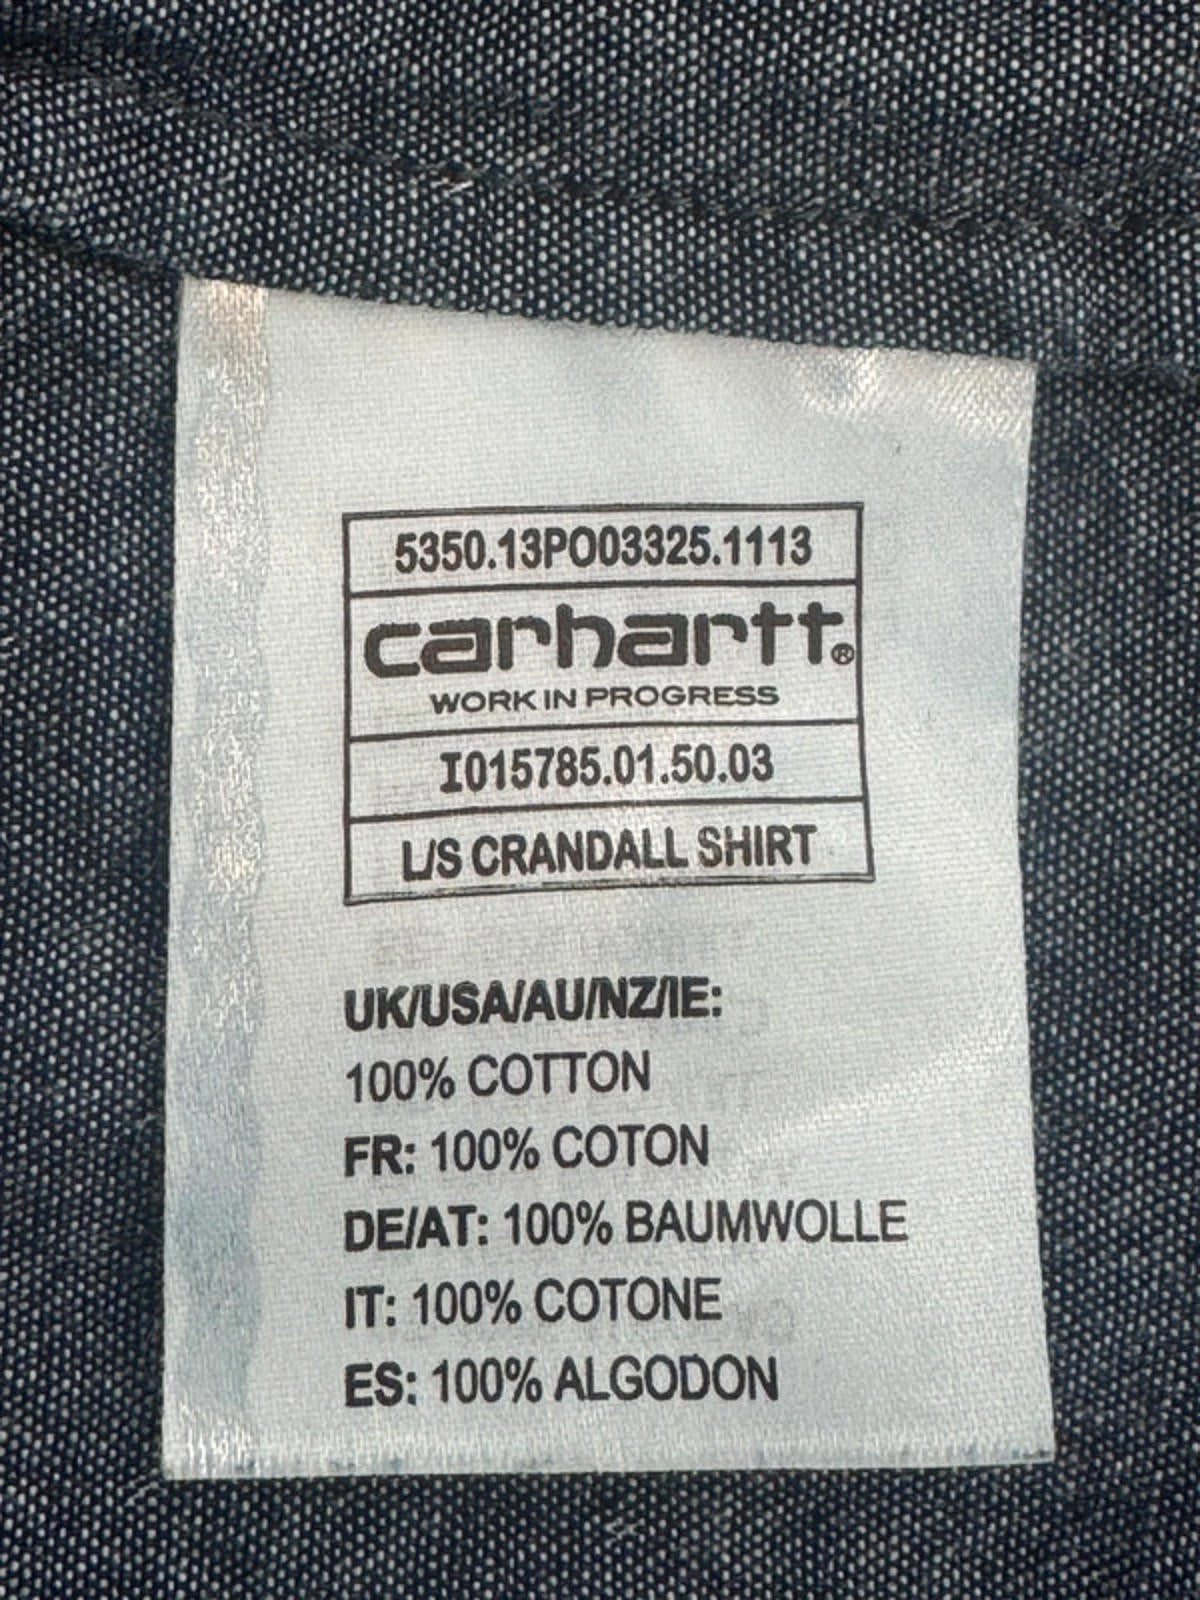 5350.13PO03325.1113
carhartt®
WORK IN PROGRESS
I015785.01.50.03
L/S CRANDALL SHIRT
UK/USA/AU/NZ/IE:
100% COTTON
FR: 100% COTON
DE/AT: 100% BAUMWOLLE
IT: 100% COTONE
ES: 100% ALGODON